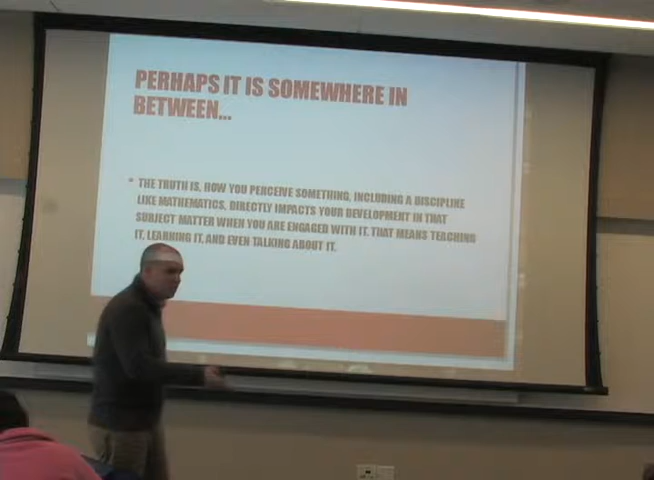 PERHAPS IT IS SOMEWHERE IN
BETWEEN...
• THE TRUTH IS, HOW YOU PERCEIVE SOMETHING, INCLUDING A DISCIPLINE
LIKE MATHEMATICS, DIRECTLY IMPACTS YOUR DEVELOPMENT IN THAT
SUBJECT MATTER WHEN YOU ARE ENGAGED WITH IT. THAT MEANS TEACHING
IT, LEARNING IT, AND EVEN TALKING ABOUT IT.